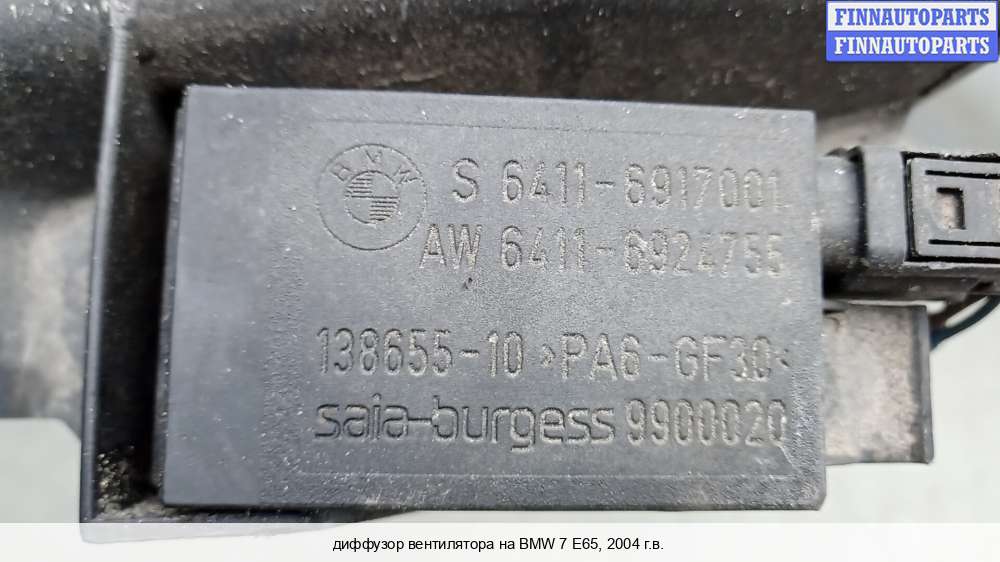 FINNAUTOPARTS
FINNAUTOPARTS
BMW
S 6411-6917001
AW 6411-6924755
138655-10 >PA6-GF30<
saia-burgess 9900020
диффузор вентилятора на BMW 7 E65, 2004 г.в.